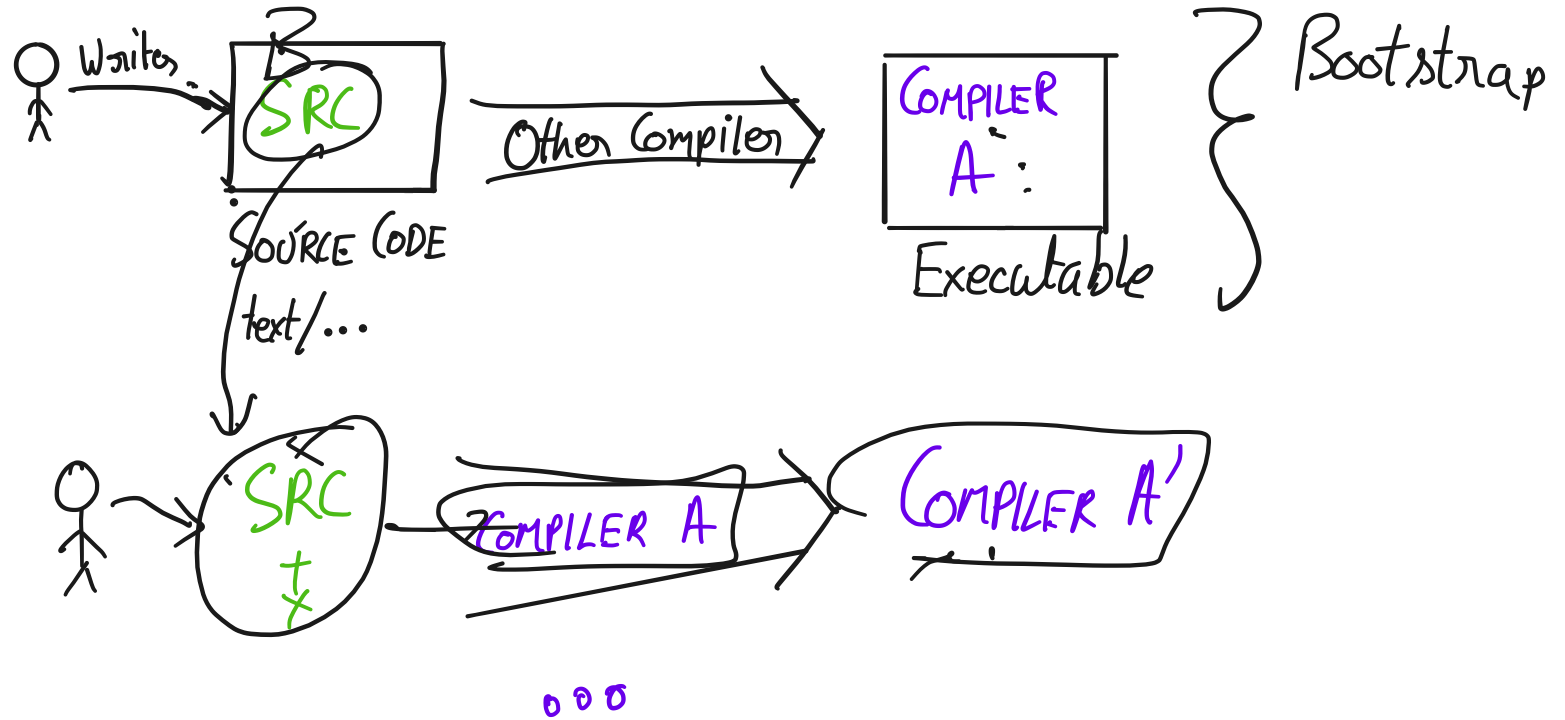 Writes
SRC
SOURCE CODE
text/...
Other Compiler
COMPILER
A
Executable
Bootstrap
SRC
+
x
COMPILER A
COMPILER A'